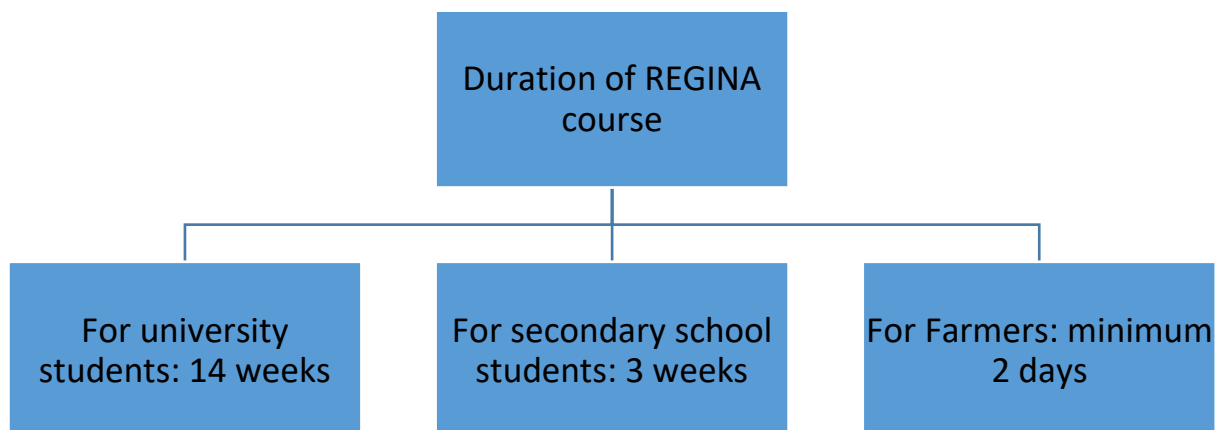 Duration of REGINA
course
For university
students: 14 weeks
For secondary school
students: 3 weeks
For Farmers: minimum
2 days